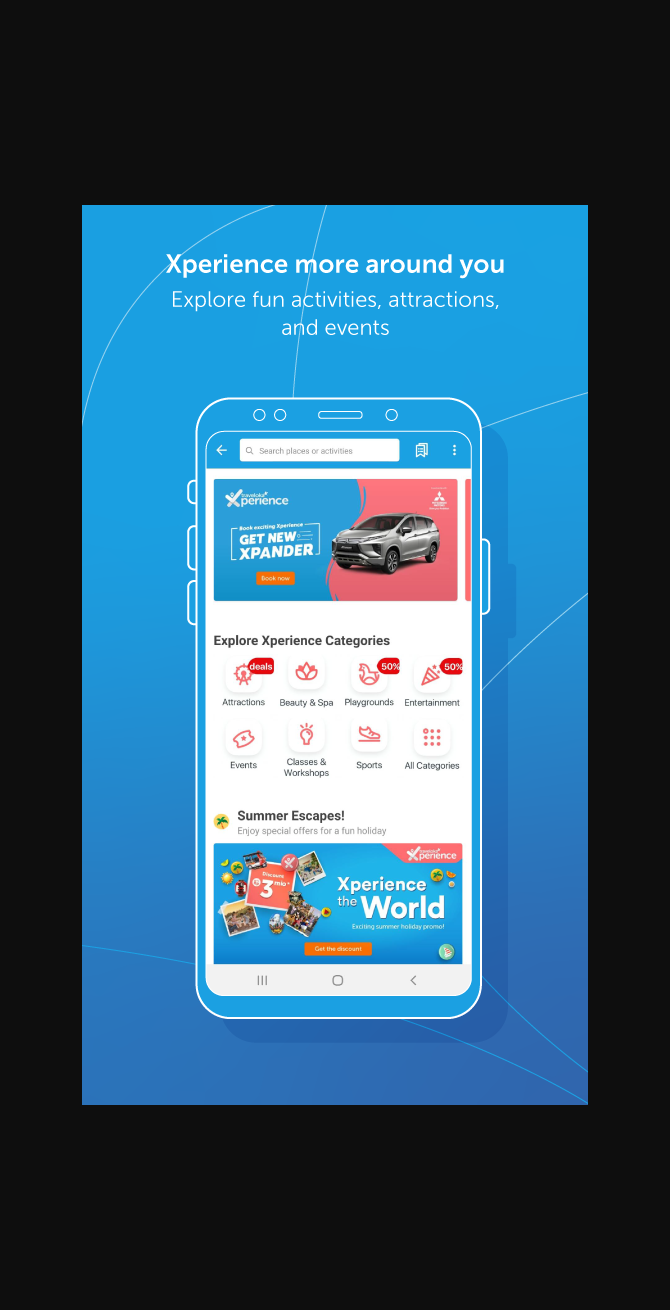 Xperience more around you
Explore fun activities, attractions,
and events
Search places or activities
traveloka
Xperience
Book exciting Xperience
GET NEW
XPANDER
Book now
Explore Xperience Categories
deals
50%
50%
Attractions
Beauty & Spa
Playgrounds
Entertainment
Events
Classes &
Workshops
Sports
All Categories
Summer Escapes!
Enjoy special offers for a fun holiday
traveloka
Xperience
Discount
3 mio
Xperience
the World
Exciting summer holiday promo!
Get the discount